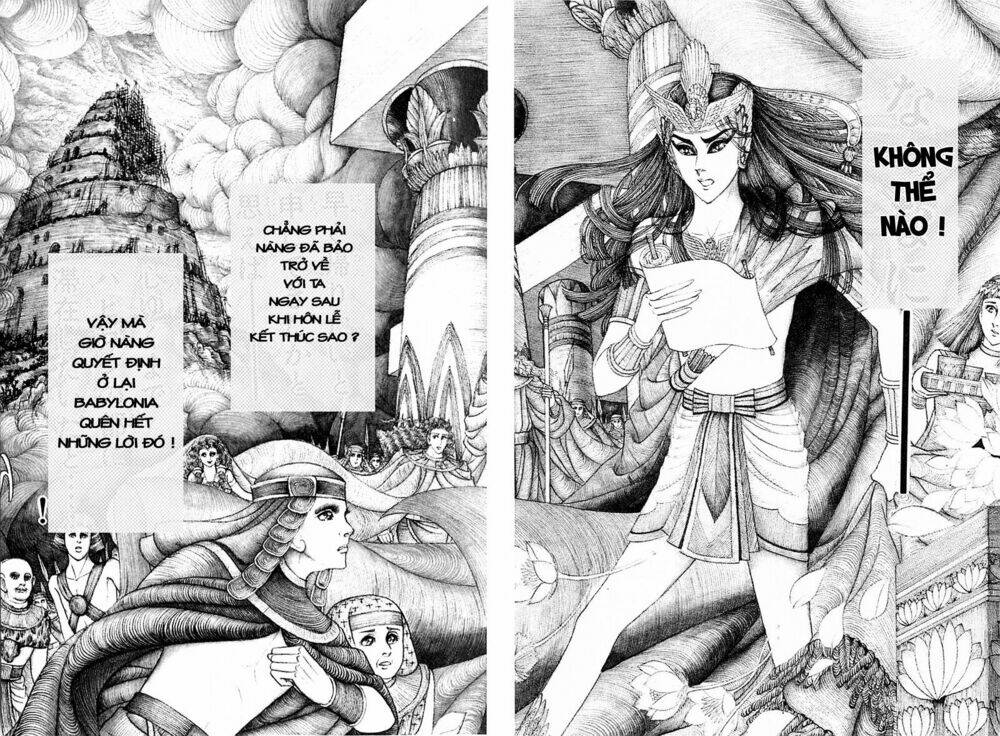 KHÔNG
THỂ
NÀO !
CHẲNG PHẢI
NÀNG ĐÃ BẢO
TRỞ VỀ
VỚI TA
NGAY SAU
KHI HÔN LỄ
KẾT THÚC SAO ?
VẬY MÀ
GIỜ NÀNG
QUYẾT ĐỊNH
Ở LẠI
BABYLONIA
QUÊN HẾT
NHỮNG LỜI ĐÓ !